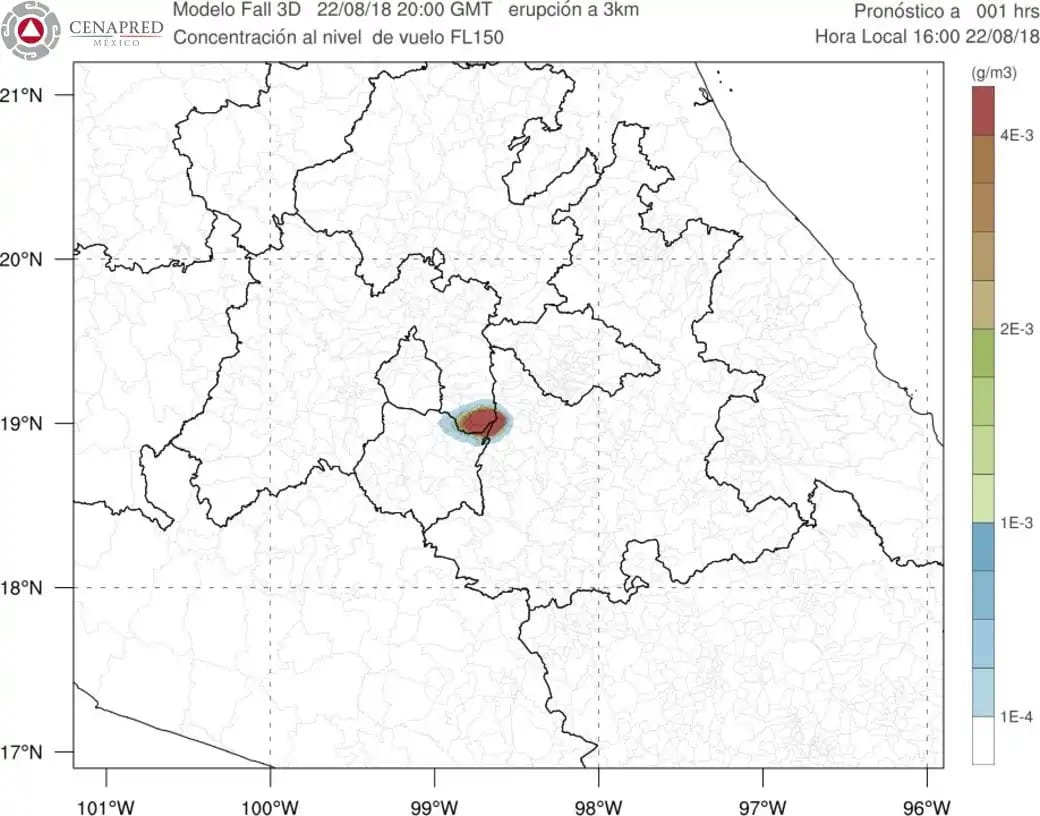 CENAPRED
MÉXICO
Modelo Fall 3D 22/08/18 20:00 GMT erupción a 3km
Concentración al nivel de vuelo FL150
Pronóstico a 001 hrs
Hora Local 16:00 22/08/18
(g/m3)
4E-3
2E-3
1E-3
1E-4
21°N
20°N
19°N
18°N
17°N
101°W 100°W 99°W 98°W 97°W 96°W